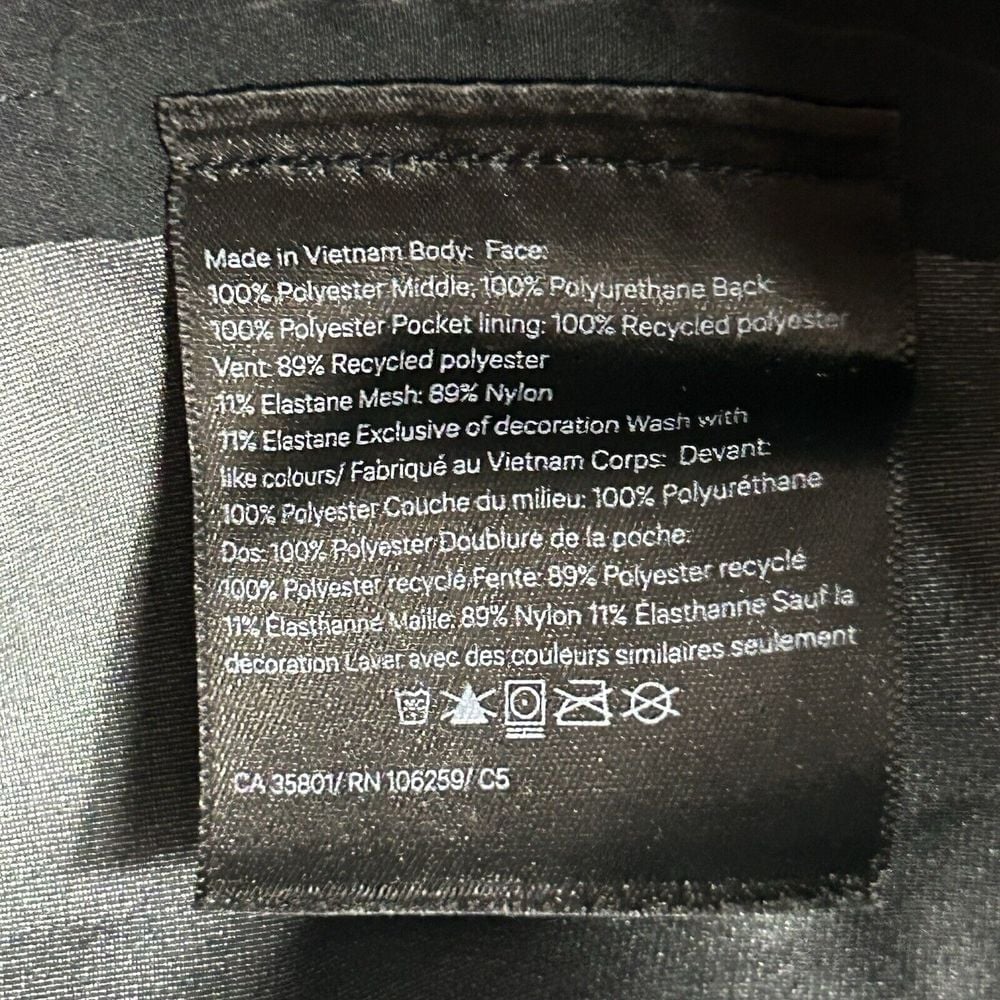 Made in Vietnam Body: Face:
100% Polyester Middle: 100% Polyurethane Back:
100% Polyester Pocket lining: 100% Recycled polyester
Vent: 89% Recycled polyester
11% Elastane Mesh: 89% Nylon
11% Elastane Exclusive of decoration Wash with
like colours/ Fabriqué au Vietnam Corps: Devant:
100% Polyester Couche du milieu: 100% Polyuréthane
Dos: 100% Polyester Doublure de la poche:
100% Polyester recyclé Fente: 89% Polyester recyclé
11% Élasthanne Maille: 89% Nylon 11% Élasthanne Sauf la
décoration Laver avec des couleurs similaires seulement
CA 35801/ RN 106259/ C5